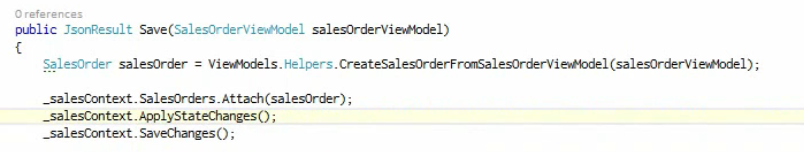 0 references
public JsonResult Save(SalesOrderViewModel salesOrderViewModel)
{
SalesOrder salesOrder = ViewModels.Helpers.CreateSalesOrderFromSalesOrderViewModel(salesOrderViewModel);
_salesContext.SalesOrders.Attach(salesOrder);
_salesContext.ApplyStateChanges();
_salesContext.SaveChanges();